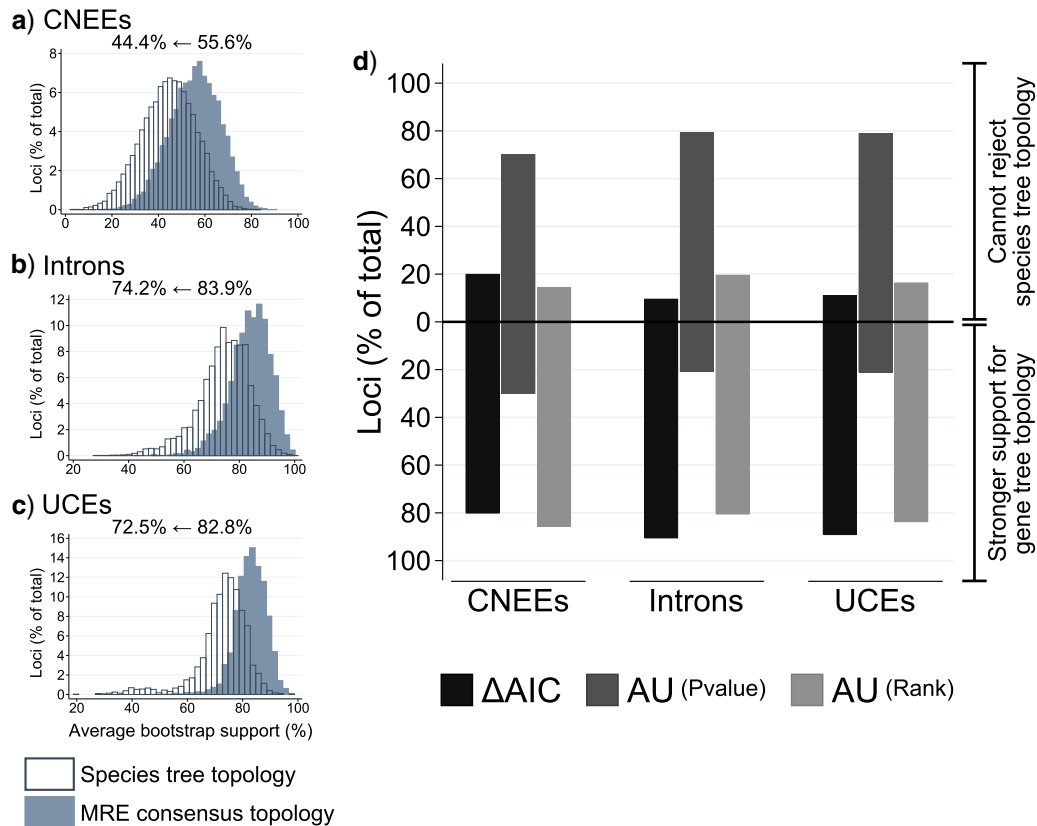 a) CNEEs
44.4% ← 55.6%
Loci (% of total)
8
6
4
2
0
0 20 40 60 80 100
b) Introns
74.2% ← 83.9%
Loci (% of total)
12
10
8
6
4
2
0
20 40 60 80 100
c) UCEs
72.5% ← 82.8%
Loci (% of total)
16
14
12
10
8
6
4
2
0
20 40 60 80 100
Average bootstrap support (%)
Species tree topology
MRE consensus topology
d)
Loci (% of total)
100
80
60
40
20
0
20
40
60
80
100
CNEEs Introns UCEs
Cannot reject
species tree topology
Stronger support for
gene tree topology
ΔAIC AU (Pvalue) AU (Rank)